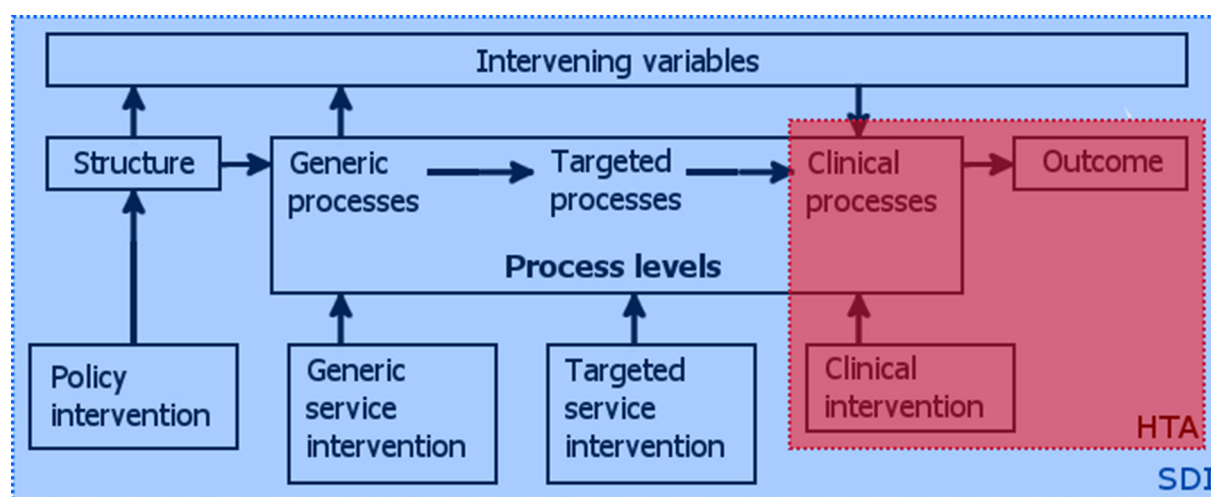 Intervening variables
Structure
Generic
processes
Targeted
processes
Clinical
processes
Outcome
Process levels
Policy
intervention
Generic
service
intervention
Targeted
service
intervention
Clinical
intervention
HTA
SDI